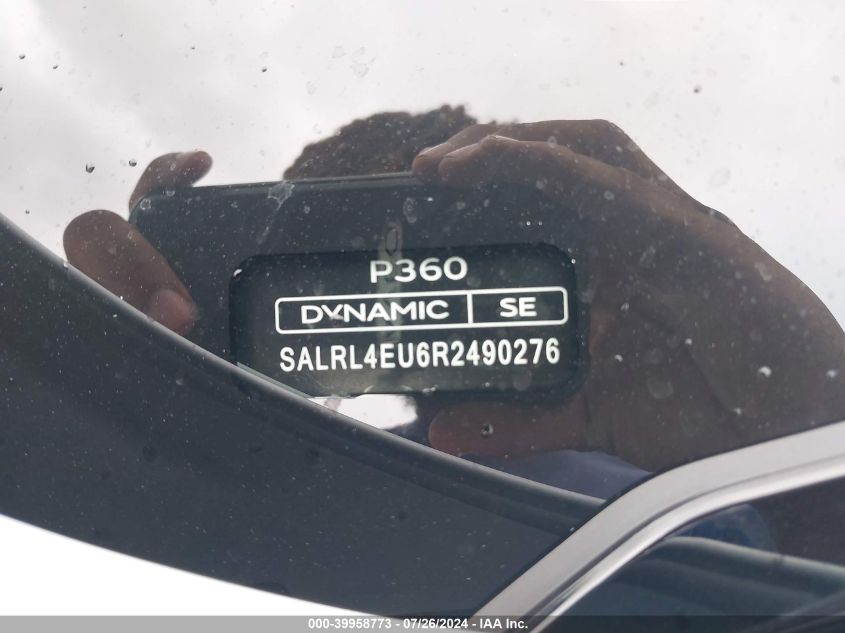 P360
DYNAMIC SE
SALRL4EU6R2490276
000-39958773 - 07/26/2024 - IAA Inc.